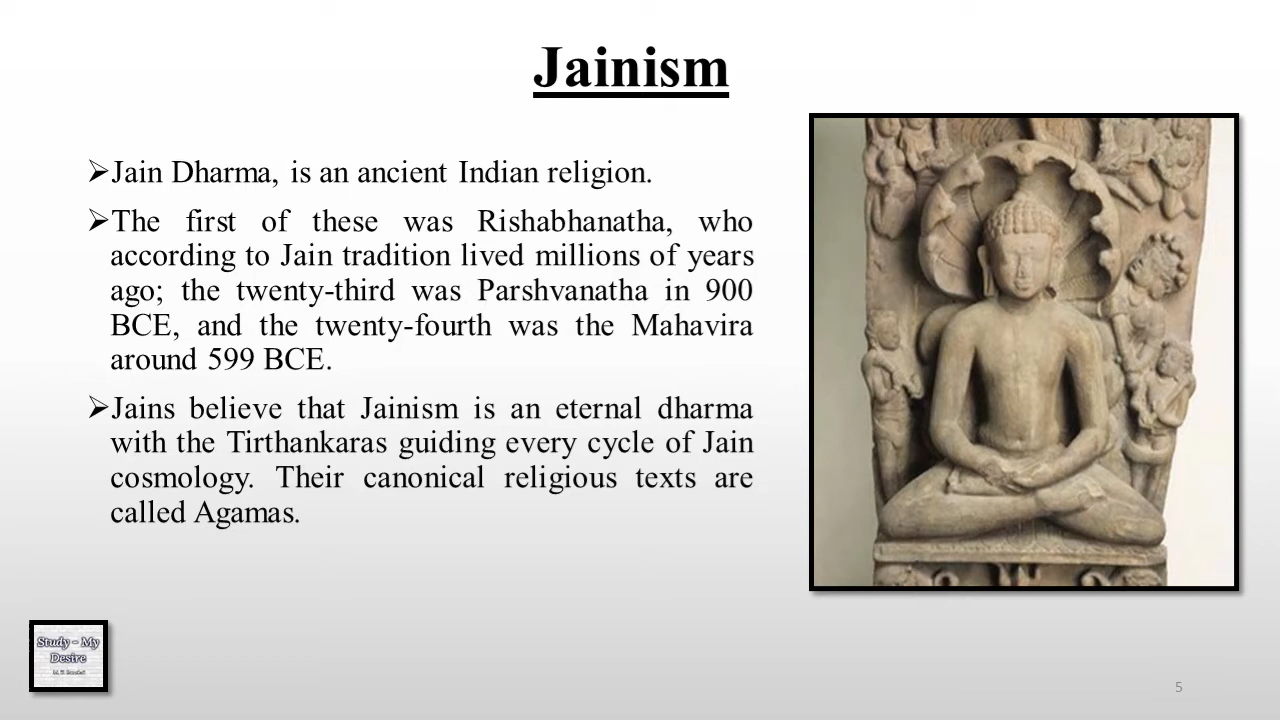 Jainism
➢Jain Dharma, is an ancient Indian religion.
➢The first of these was Rishabhanatha, who
according to Jain tradition lived millions of years
ago; the twenty-third was Parshvanatha in 900
BCE, and the twenty-fourth was the Mahavira
around 599 BCE.
➢Jains believe that Jainism is an eternal dharma
with the Tirthankaras guiding every cycle of Jain
cosmology. Their canonical religious texts are
called Agamas.
Study - My
Desire
5